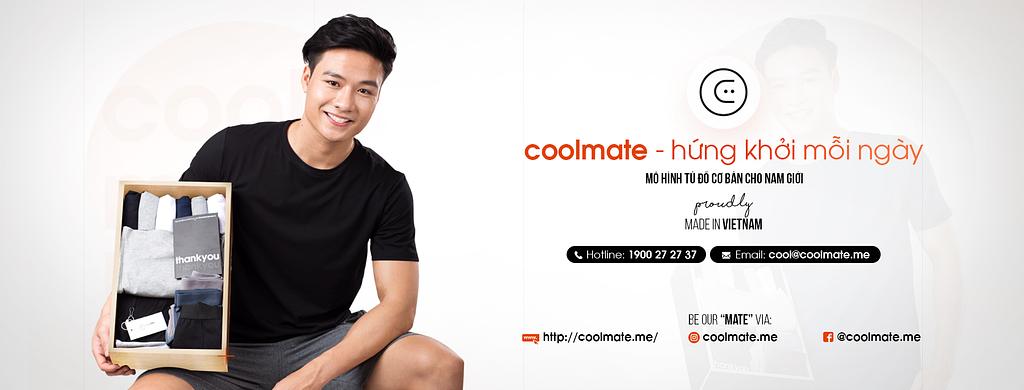 cool
thankyou
coolmate - hứng khởi mỗi ngày
MÔ HÌNH TỦ ĐỒ CƠ BẢN CHO NAM GIỚI
proudly
MADE IN VIETNAM
Hotline: 1900 27 27 37
Email: cool@coolmate.me
BE OUR “MATE” VIA:
http://coolmate.me/
coolmate.me
@coolmate.me